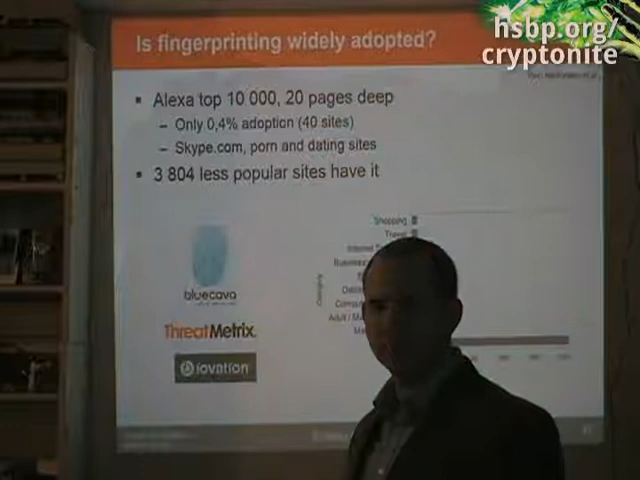 hsbp.org/
cryptonite
Is fingerprinting widely adopted?
Alexa top 10 000, 20 pages deep
– Only 0,4% adoption (40 sites)
– Skype.com, porn and dating sites
3 804 less popular sites have it
bluecava
ThreatMetrix.
iovation
Shopping
Travel
Internet
Category